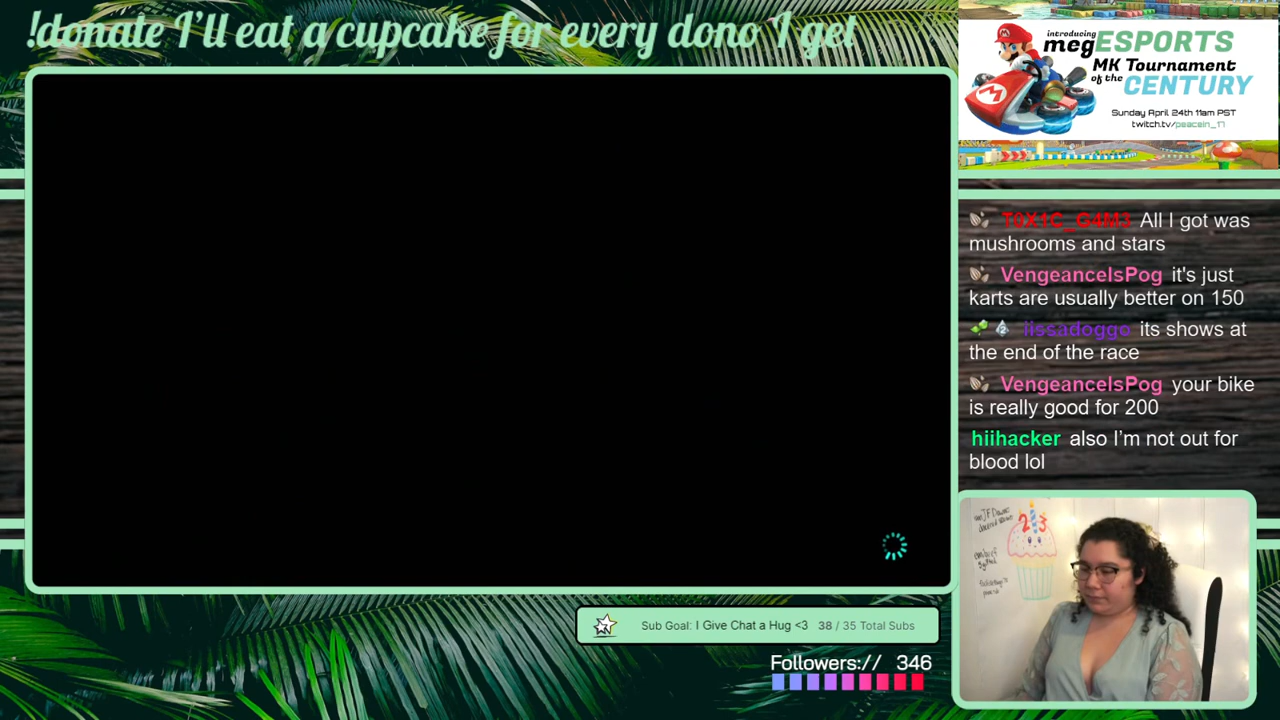 !donate I'll eat a cupcake for every dono I get
introducing
megESPORTS
MK Tournament
of the CENTURY
Sunday April 24th 11am PST
twitch.tv/peacein_17
T0X1C_G4M3 All I got was
mushrooms and stars
VengeanceIsPog it's just
karts are usually better on 150
iissadoggo its shows at
the end of the race
VengeanceIsPog your bike
is really good for 200
hiihacker also I'm not out for
blood lol
23
Sub Goal: I Give Chat a Hug <3 38 / 35 Total Subs
Followers:// 346